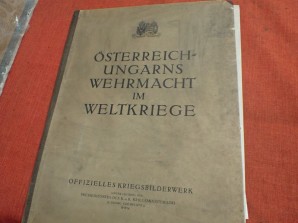 ÖSTERREICH-
UNGARNS
WEHRMACHT
IM
WELTKRIEGE
OFFIZIELLES KRIEGSBILDERWERK